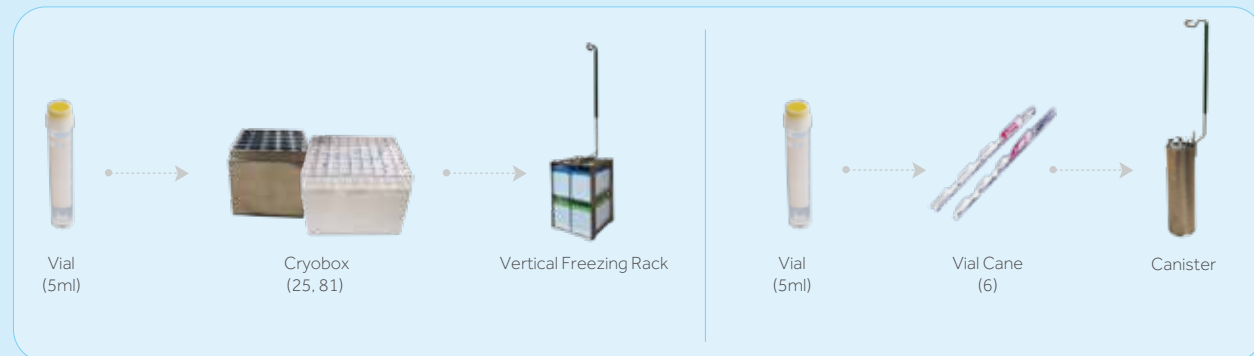 Vial
(5ml)
Cryobox
(25, 81)
Vertical Freezing Rack
Vial
(5ml)
Vial Cane
(6)
Canister